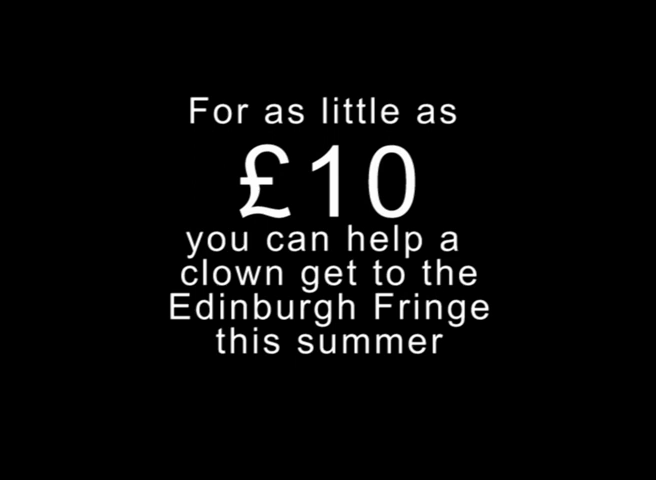 For as little as
£10
you can help a
clown get to the
Edinburgh Fringe
this summer